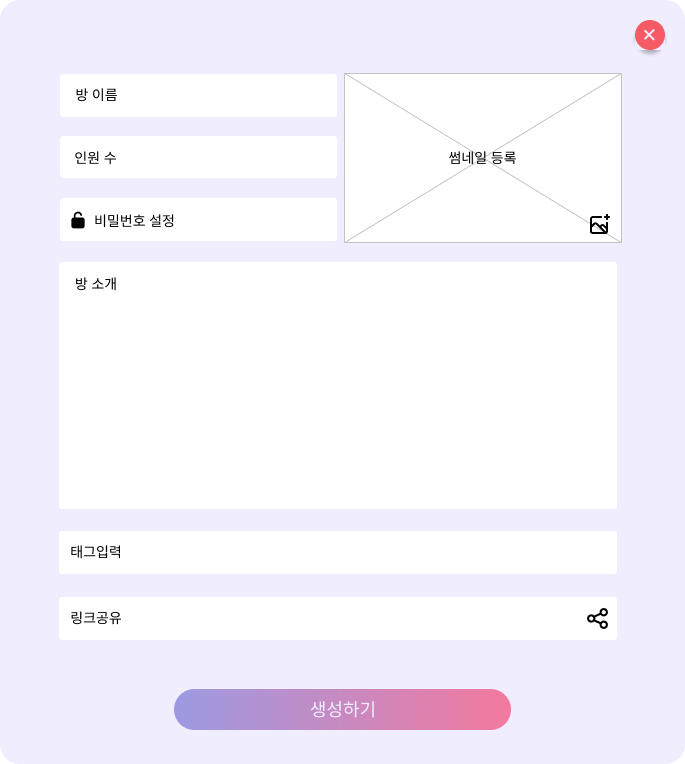 방 이름
인원 수
비밀번호 설정
썸네일 등록
방 소개
태그입력
링크공유
생성하기